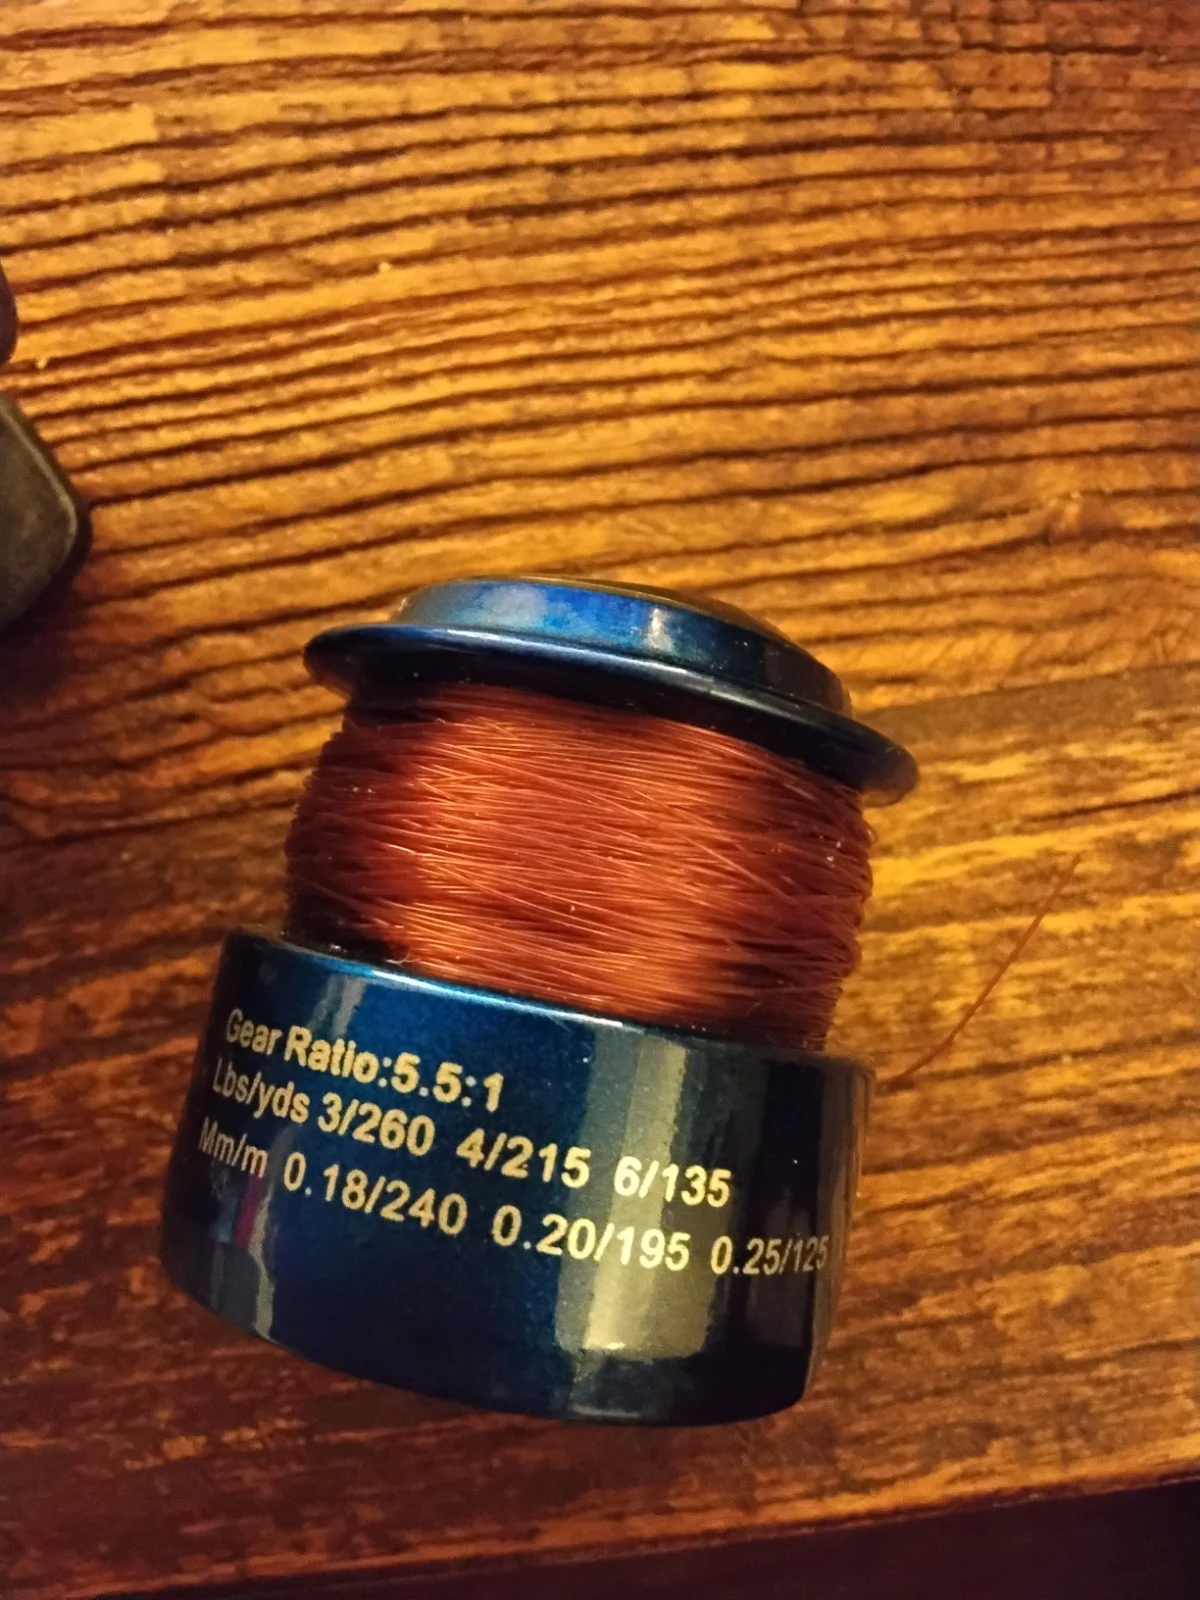 Gear Ratio:5.5:1
Lbs/yds 3/260 4/215 6/135
Mm/m 0.18/240 0.20/195 0.25/125